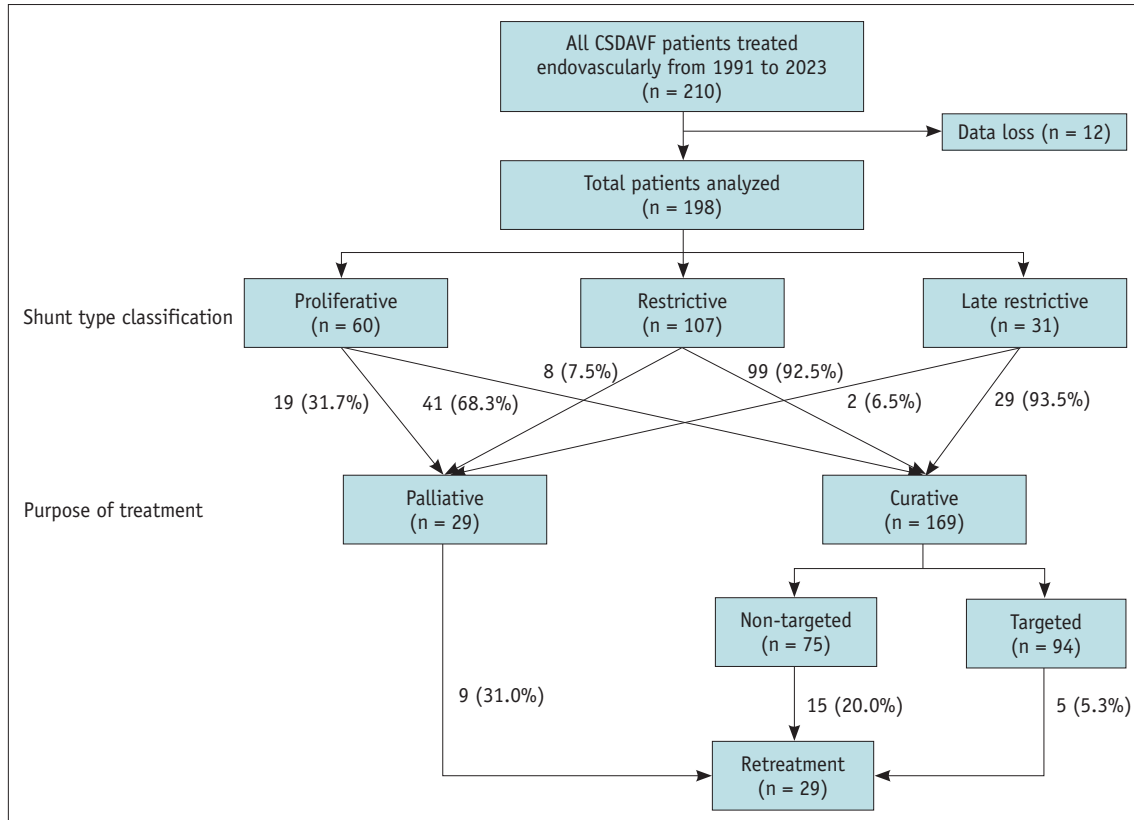 All CSDAVF patients treated
endovascularly from 1991 to 2023
(n = 210)
Data loss (n = 12)
Total patients analyzed
(n = 198)
Shunt type classification
Proliferative
(n = 60)
Restrictive
(n = 107)
Late restrictive
(n = 31)
19 (31.7%)
41 (68.3%)
8 (7.5%)
99 (92.5%)
2 (6.5%)
29 (93.5%)
Purpose of treatment
Palliative
(n = 29)
Curative
(n = 169)
Non-targeted
(n = 75)
Targeted
(n = 94)
9 (31.0%)
15 (20.0%)
5 (5.3%)
Retreatment
(n = 29)